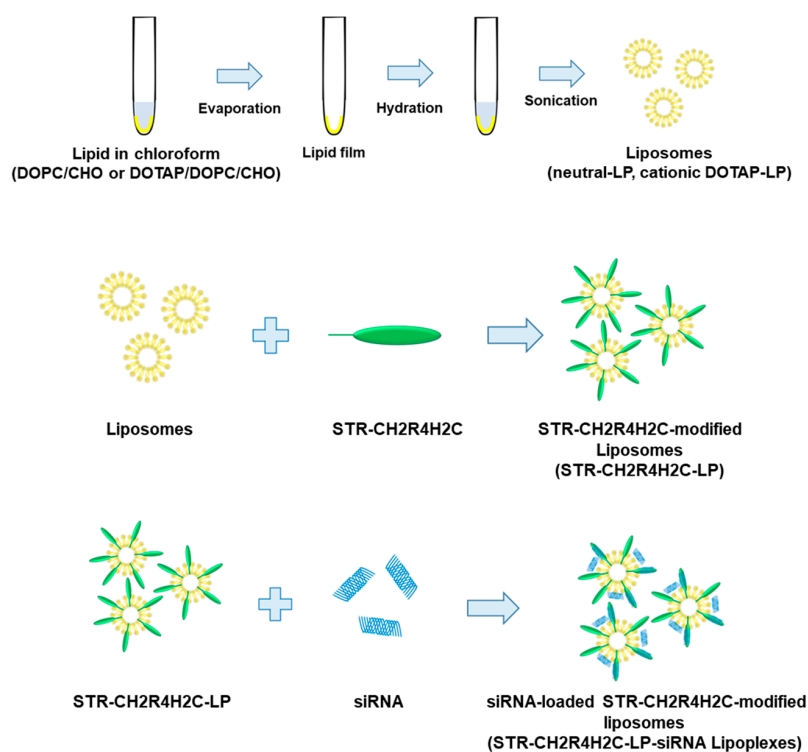 Evaporation
Hydration
Sonication
Lipid in chloroform
(DOPC/CHO or DOTAP/DOPC/CHO)
Lipid film
Liposomes
(neutral-LP, cationic DOTAP-LP)
Liposomes
STR-CH2R4H2C
STR-CH2R4H2C-modified
Liposomes
(STR-CH2R4H2C-LP)
STR-CH2R4H2C-LP
siRNA
siRNA-loaded STR-CH2R4H2C-modified
liposomes
(STR-CH2R4H2C-LP-siRNA Lipoplexes)